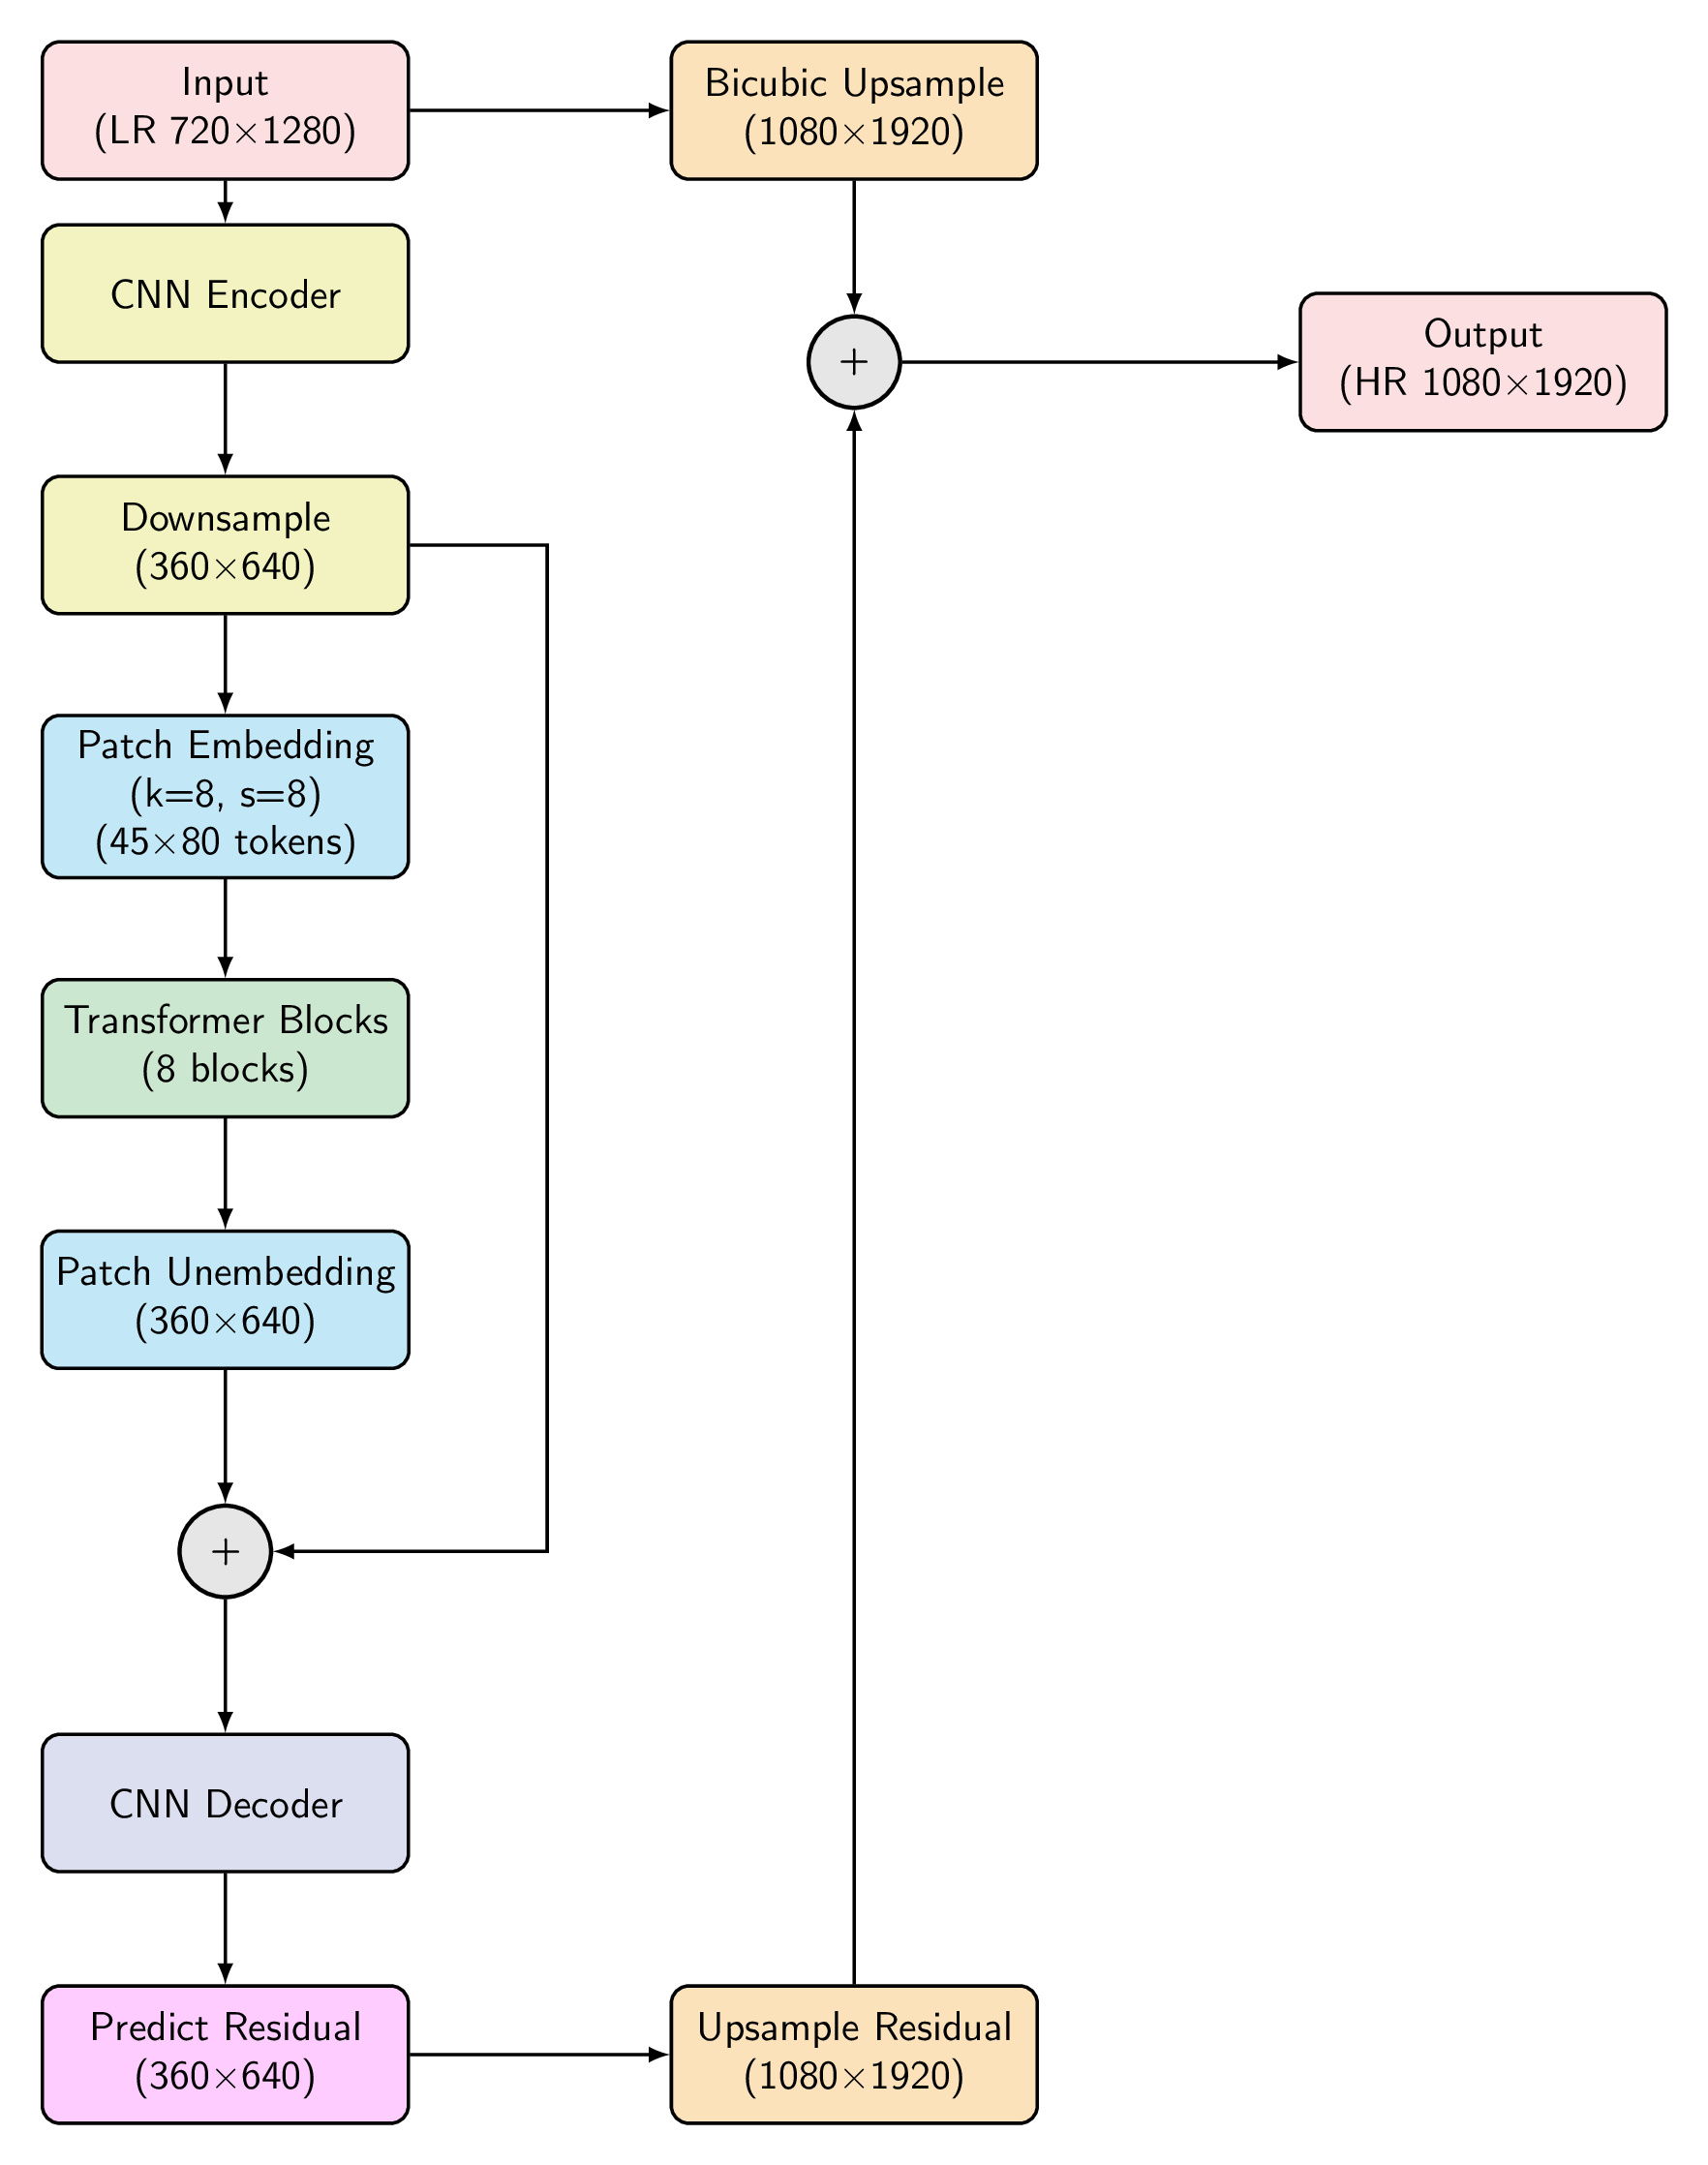 Input
(LR 720×1280)
Bicubic Upsample
(1080×1920)
CNN Encoder
+
Output
(HR 1080×1920)
Downsample
(360×640)
Patch Embedding
(k=8, s=8)
(45×80 tokens)
Transformer Blocks
(8 blocks)
Patch Unembedding
(360×640)
+
CNN Decoder
Predict Residual
(360×640)
Upsample Residual
(1080×1920)